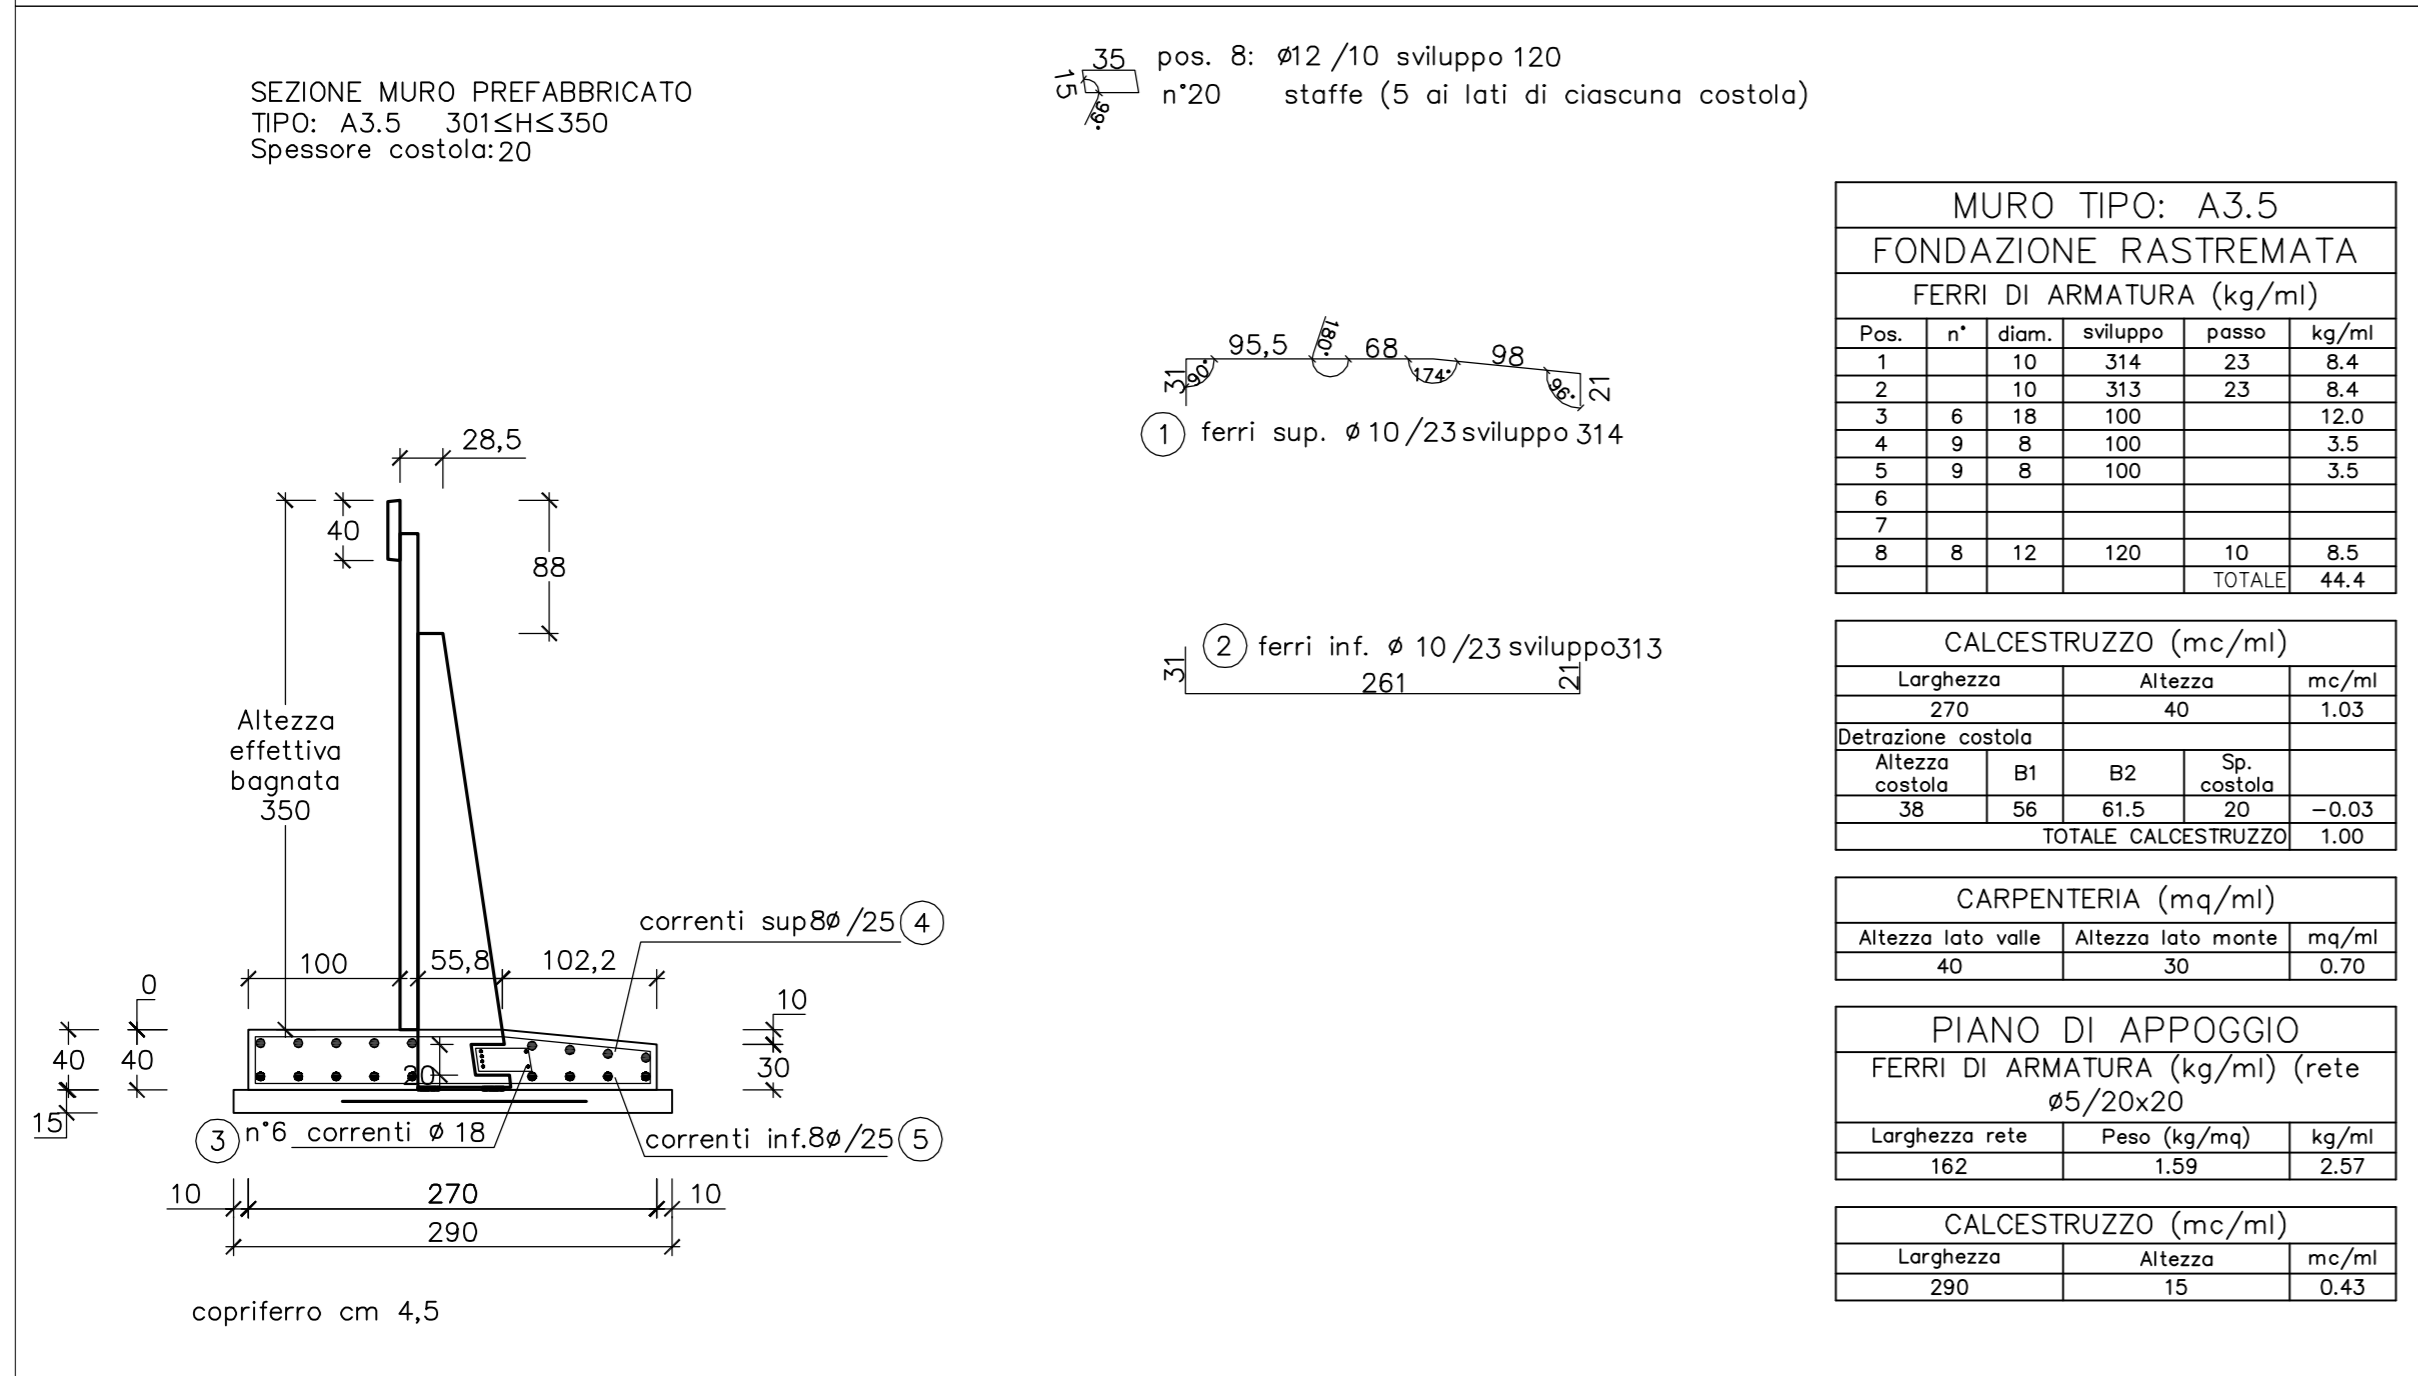 SEZIONE MURO PREFABBRICATO
TIPO: A3.5 301≤H≤350
Spessore costola:20
35
15
99°
pos. 8: ø12 /10 sviluppo 120
n°20 staffe (5 ai lati di ciascuna costola)
95,5
180°
68
98
31
90°
174°
96°
21
1 ferri sup. ø 10 /23 sviluppo 314
2 ferri inf. ø 10 /23 sviluppo313
31
261
21
28,5
40
88
Altezza
effettiva
bagnata
350
correnti sup8ø /25 4
100
55,8
102,2
0
10
40
40
20
30
15
3 n°6 correnti ø 18
correnti inf.8ø /25 5
10
270
10
290
copriferro cm 4,5
MURO TIPO: A3.5
FONDAZIONE RASTREMATA
FERRI DI ARMATURA (kg/ml)
Pos. n° diam. sviluppo passo kg/ml
1 10 314 23 8.4
2 10 313 23 8.4
3 6 18 100 12.0
4 9 8 100 3.5
5 9 8 100 3.5
6
7
8 8 12 120 10 8.5
TOTALE 44.4
CALCESTRUZZO (mc/ml)
Larghezza Altezza mc/ml
270 40 1.03
Detrazione costola
Altezza costola B1 B2 Sp. costola
38 56 61.5 20 −0.03
TOTALE CALCESTRUZZO 1.00
CARPENTERIA (mq/ml)
Altezza lato valle Altezza lato monte mq/ml
40 30 0.70
PIANO DI APPOGGIO
FERRI DI ARMATURA (kg/ml) (rete
ø5/20x20
Larghezza rete Peso (kg/mq) kg/ml
162 1.59 2.57
CALCESTRUZZO (mc/ml)
Larghezza Altezza mc/ml
290 15 0.43